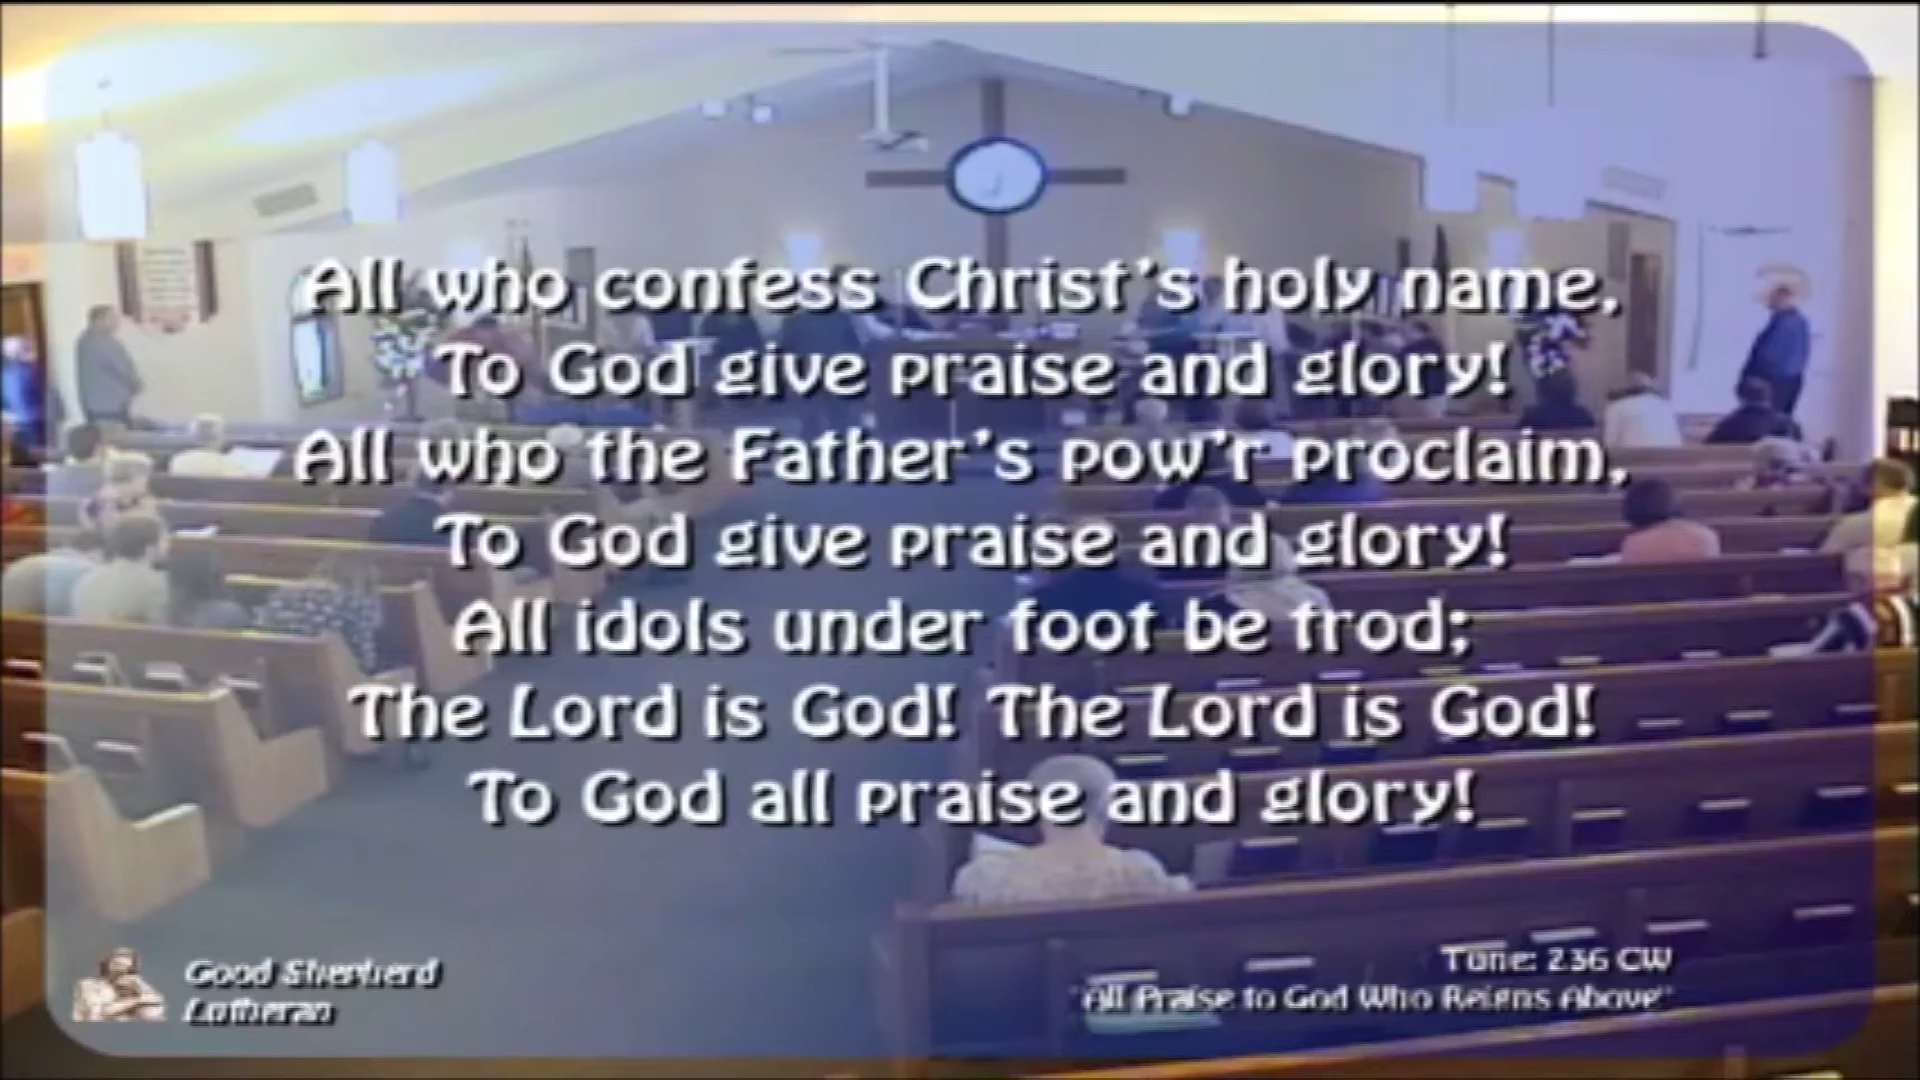 All who confess Christ's holy name,
To God give praise and glory!
All who the Father's pow'r proclaim,
To God give praise and glory!
All idols under foot be trod;
The Lord is God! The Lord is God!
To God all praise and glory!
Good Shepherd
Lutheran
Tune: 236 CW
"All Praise to God Who Reigns Above"